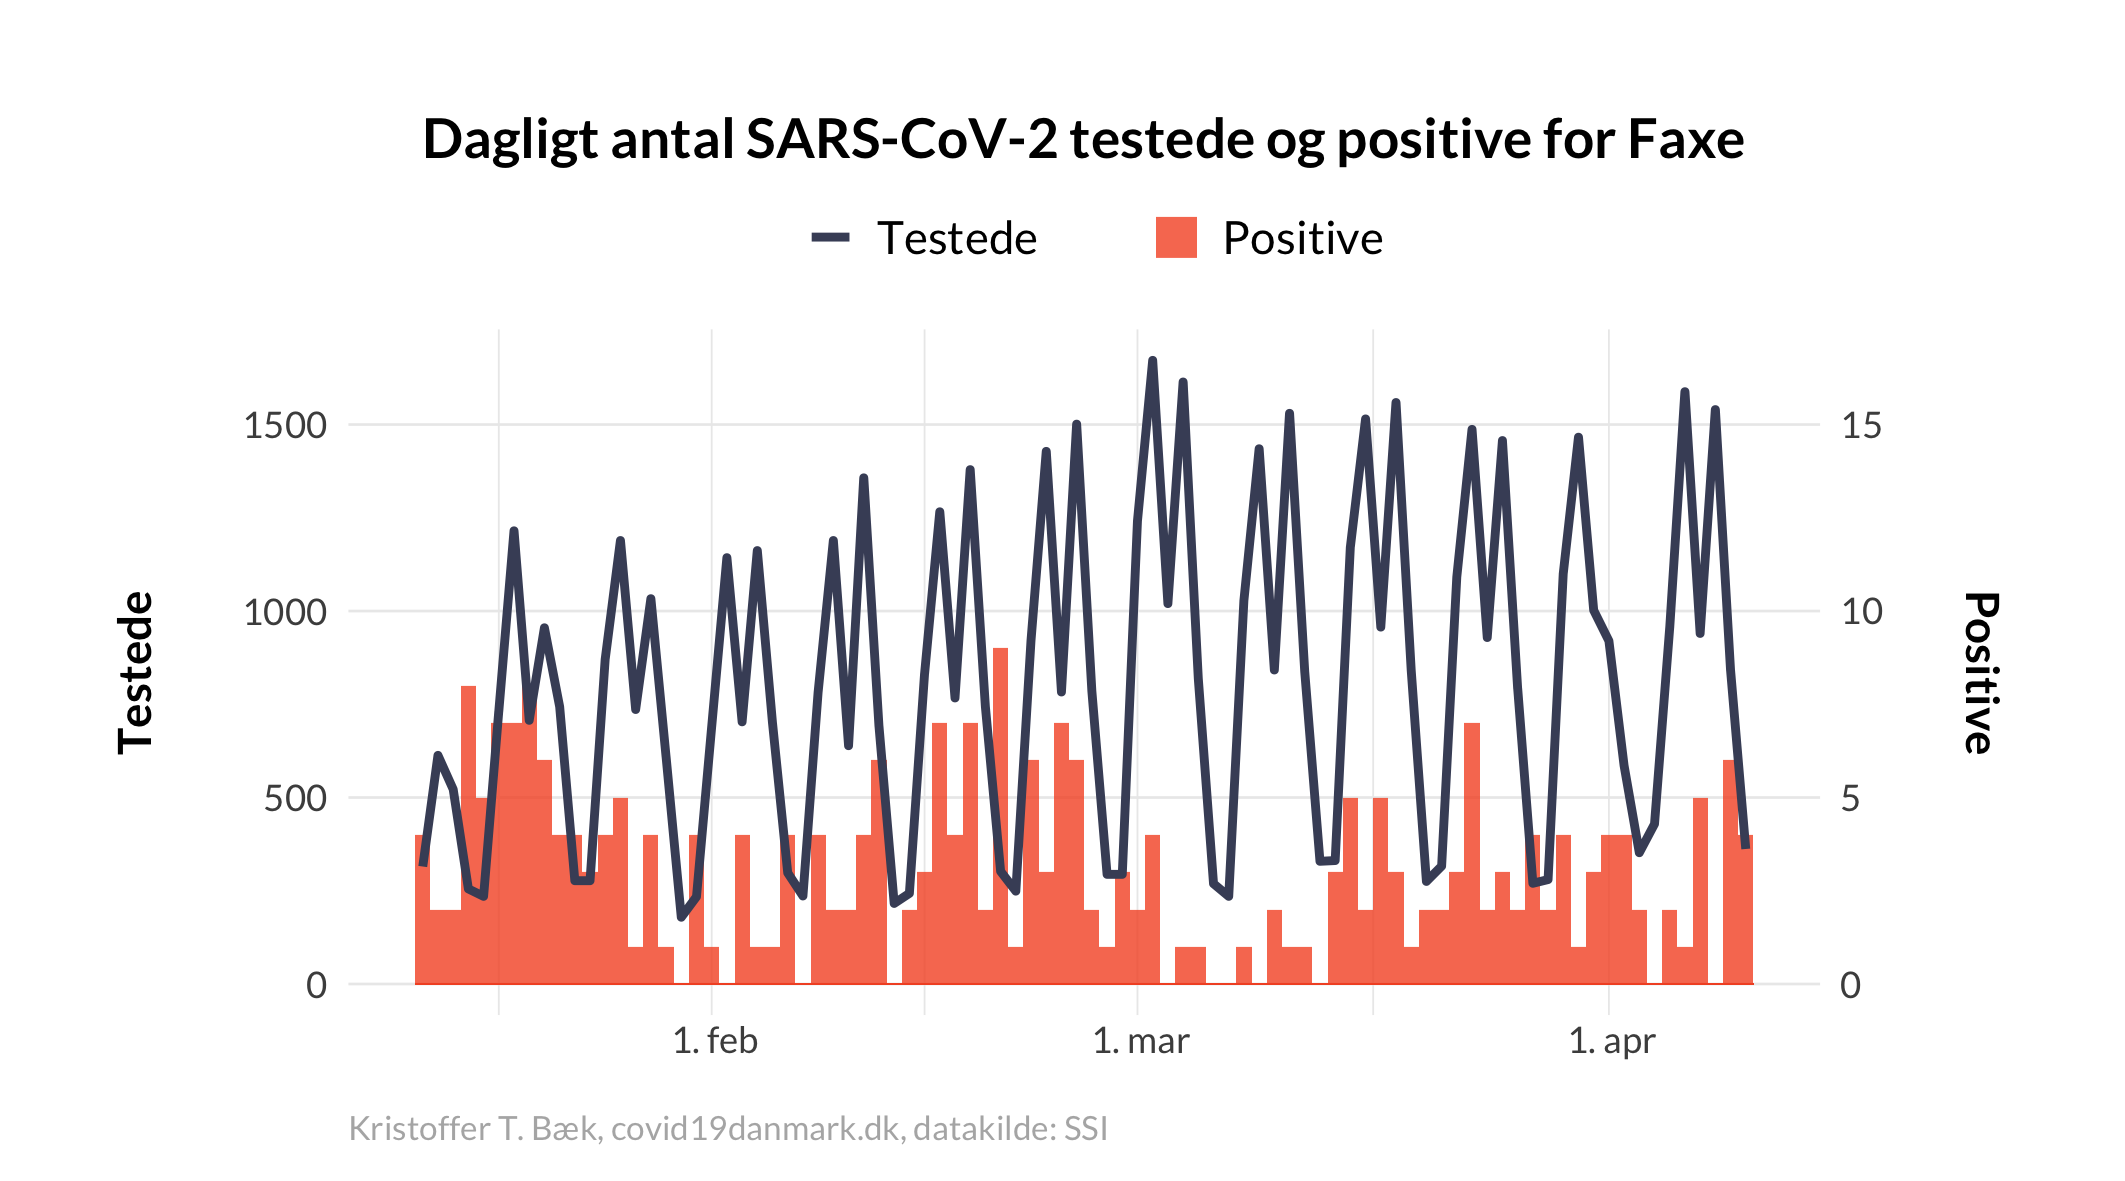 Dagligt antal SARS-CoV-2 testede og positive for Faxe
Testede Positive
1500 15
1000 10
500 5
0 0
Testede
Positive
1. feb 1. mar 1. apr
Kristoffer T. Bæk, covid19danmark.dk, datakilde: SSI